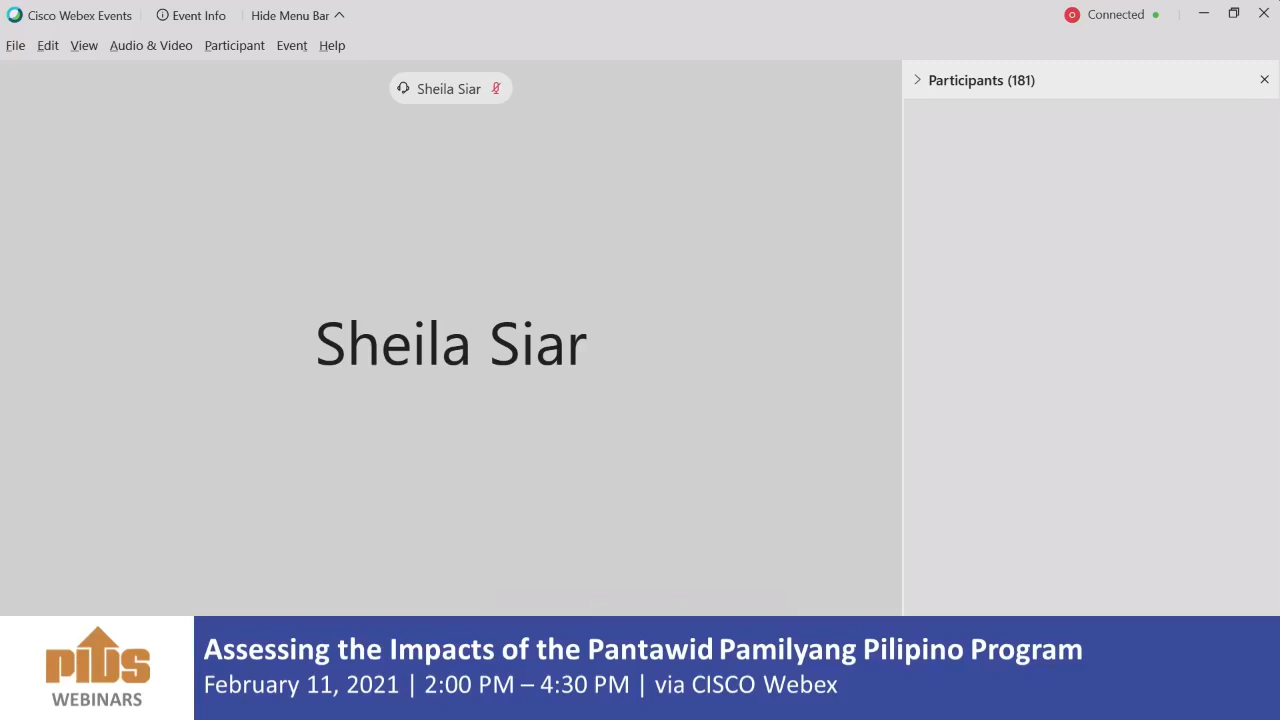 Cisco Webex Events
Event Info
Hide Menu Bar
Connected
File Edit View Audio & Video Participant Event Help
Sheila Siar
Participants (181)
Sheila Siar
PIDS
WEBINARS
Assessing the Impacts of the Pantawid Pamilyang Pilipino Program
February 11, 2021 | 2:00 PM – 4:30 PM | via CISCO Webex